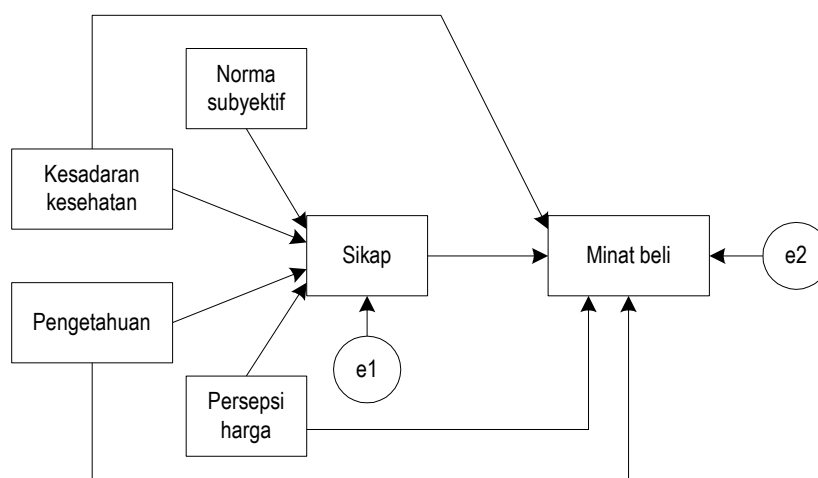 Norma
subyektif
Kesadaran
kesehatan
Sikap
Minat beli
e2
Pengetahuan
e1
Persepsi
harga